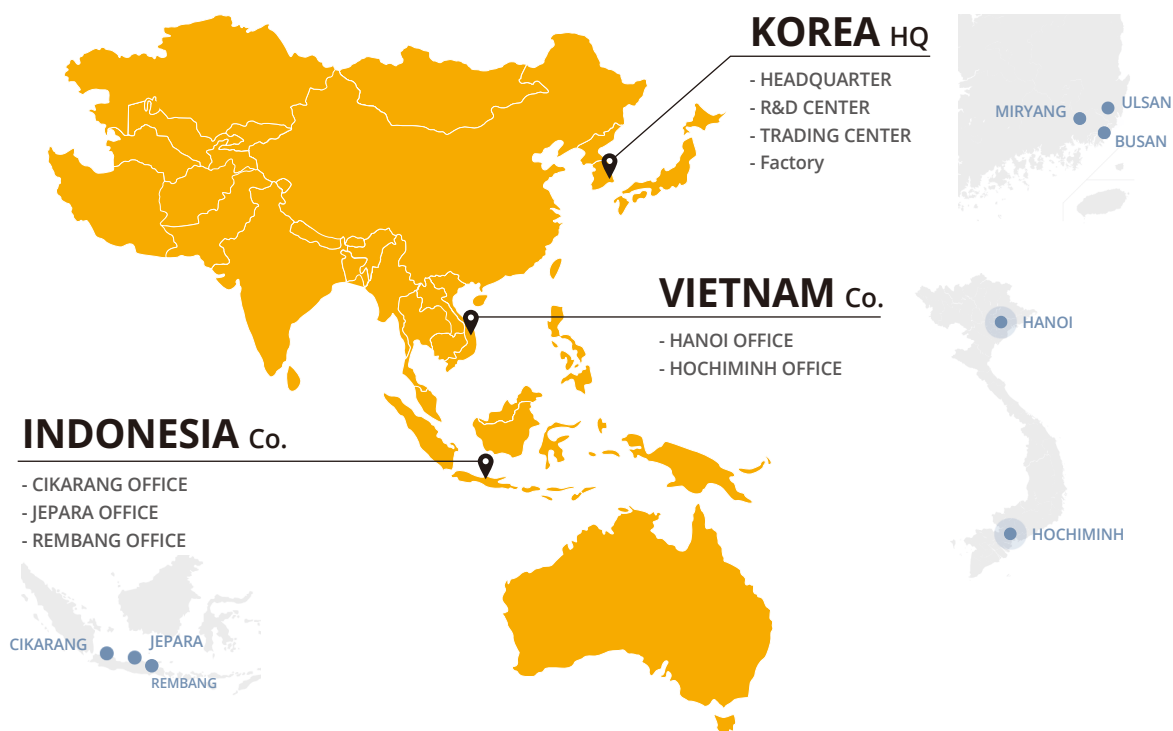 KOREA HQ
- HEADQUARTER
- R&D CENTER
- TRADING CENTER
- Factory
MIRYANG
ULSAN
BUSAN
VIETNAM Co.
- HANOI OFFICE
- HOCHIMINH OFFICE
HANOI
HOCHIMINH
INDONESIA Co.
- CIKARANG OFFICE
- JEPARA OFFICE
- REMBANG OFFICE
CIKARANG
JEPARA
REMBANG